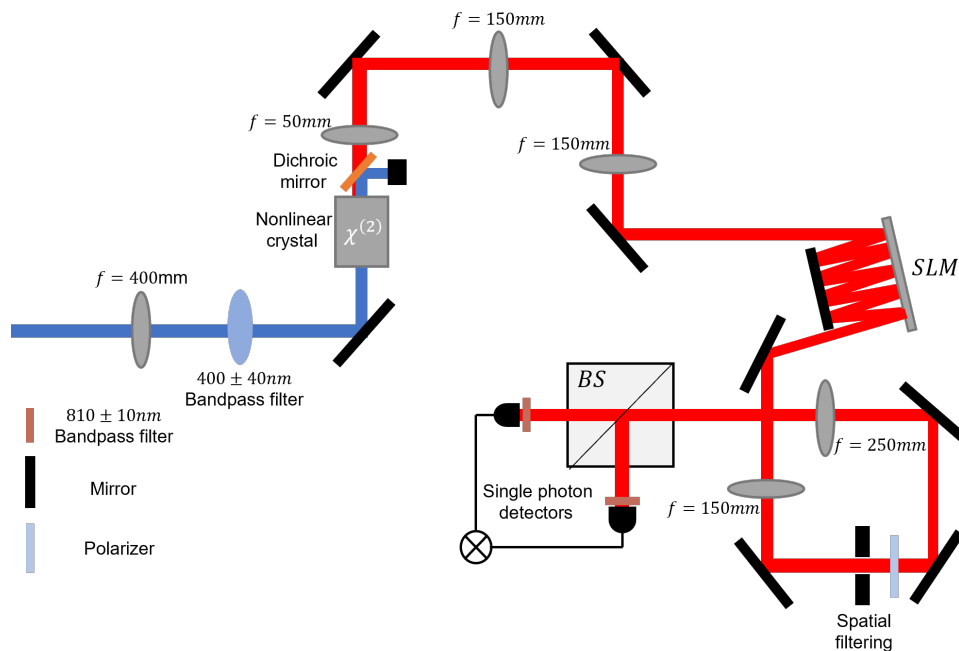 f = 150mm
f = 50mm
f = 150mm
Dichroic
mirror
Nonlinear
crystal
χ(2)
SLM
f = 400mm
400 ± 40nm
Bandpass filter
BS
810 ± 10nm
Bandpass filter
f = 250mm
Mirror
Single photon
detectors
f = 150mm
Polarizer
Spatial
filtering